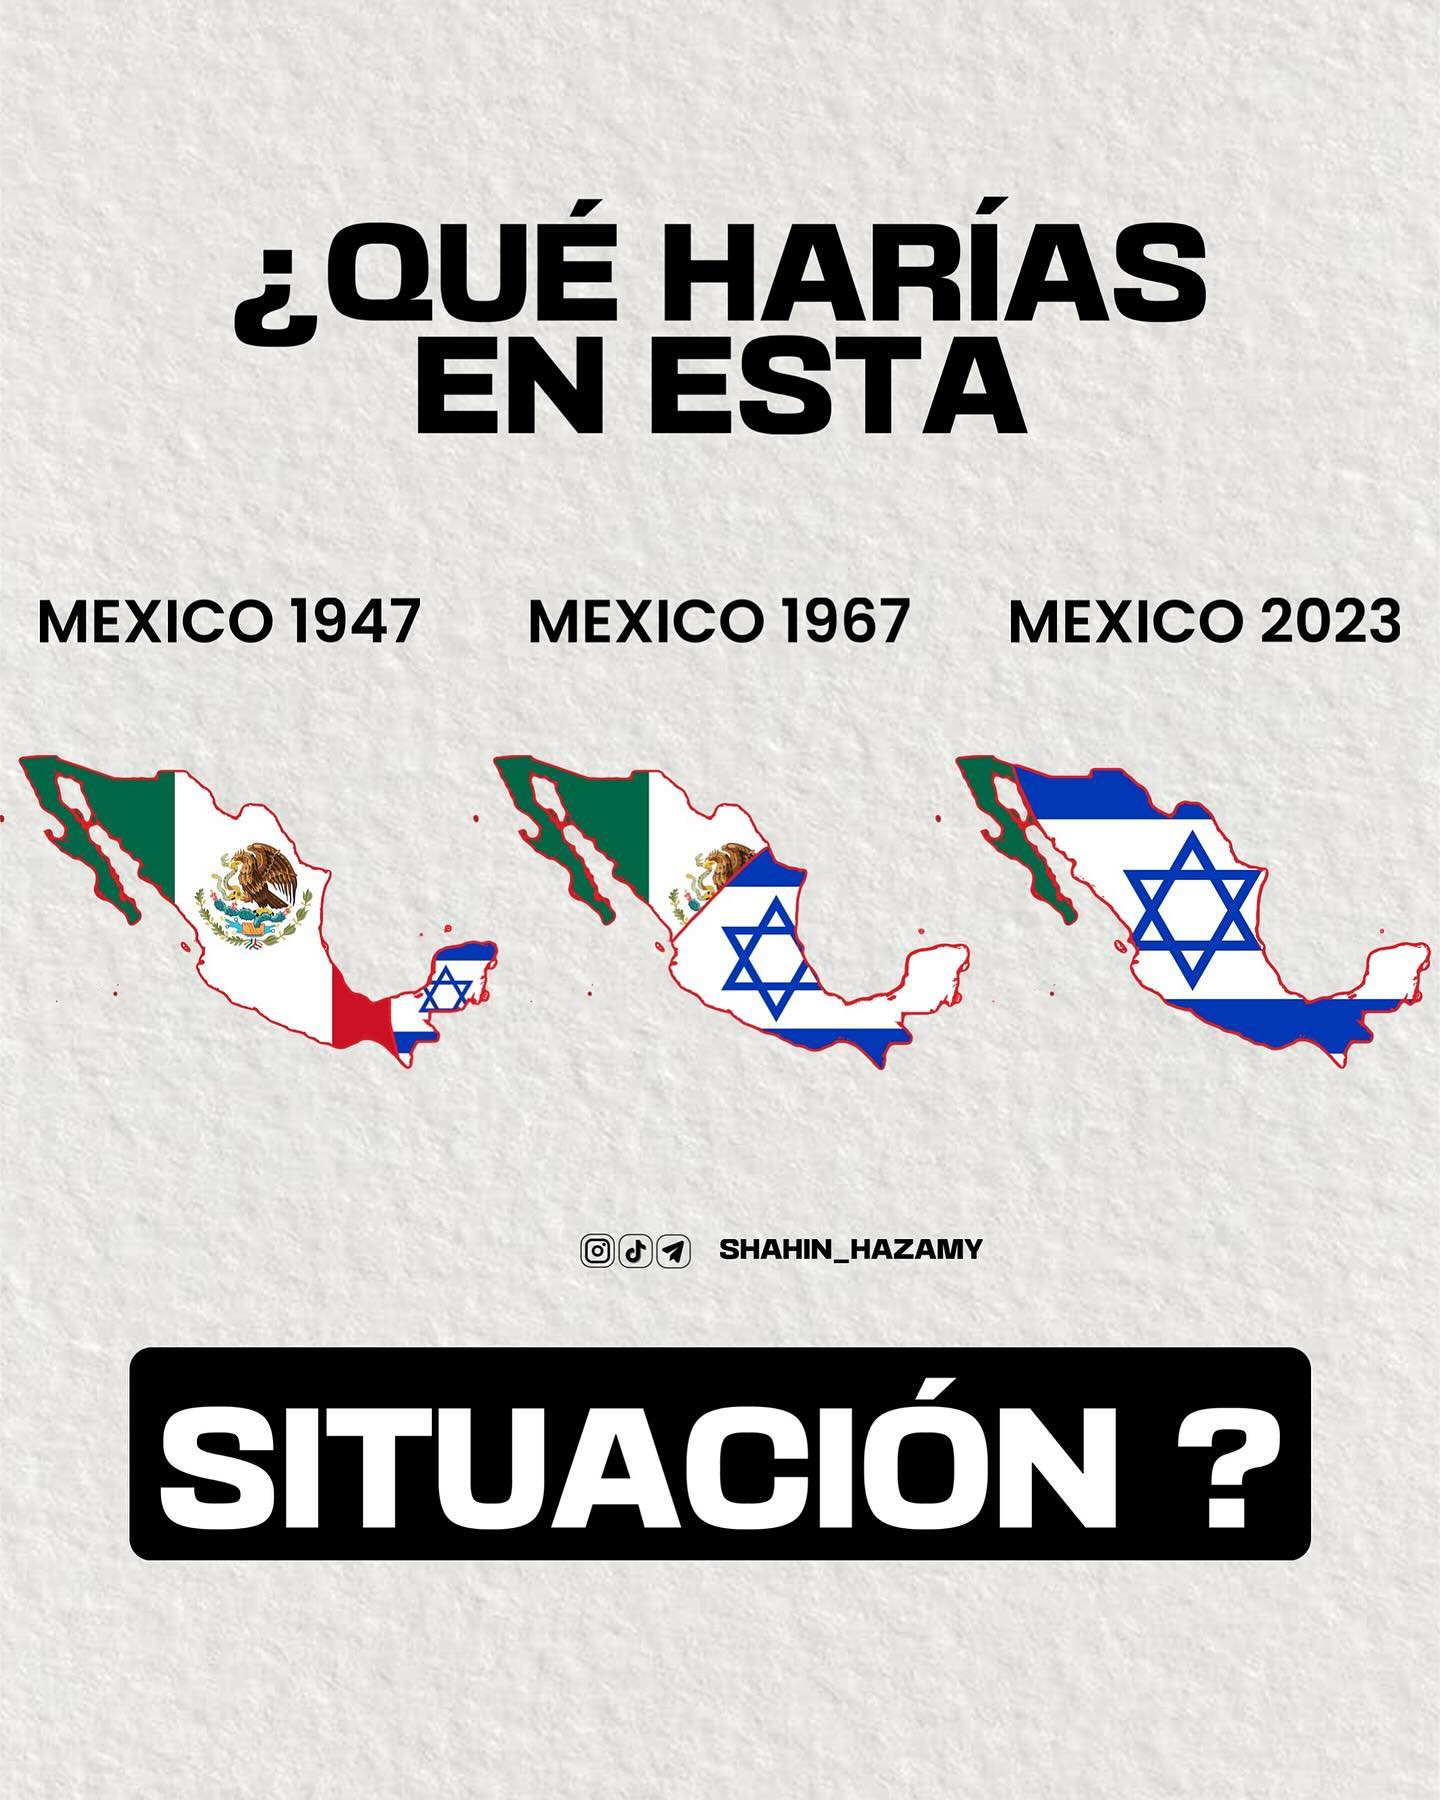 ¿QUÉ HARÍAS
EN ESTA
MEXICO 1947
MEXICO 1967
MEXICO 2023
SHAHIN_HAZAMY
SITUACIÓN ?